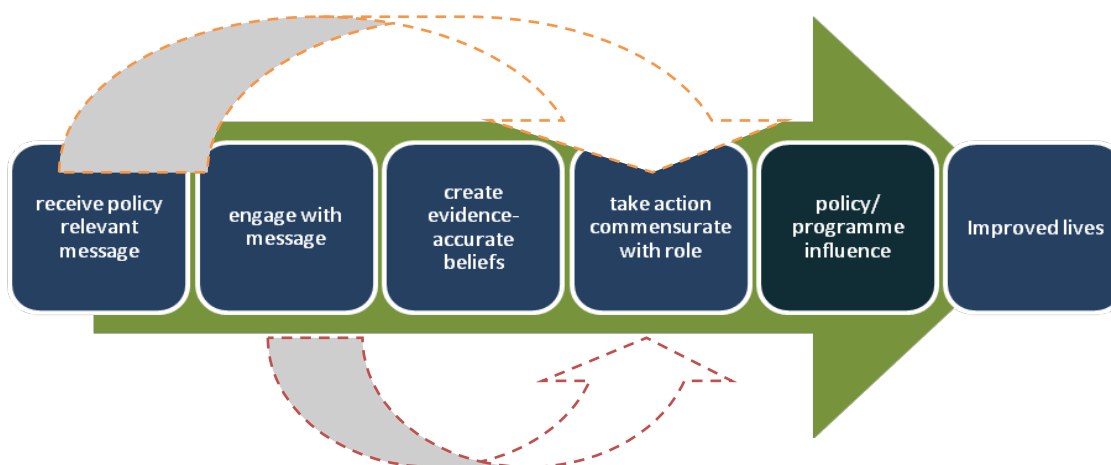 receive policy
relevant
message
engage with
message
create
evidence-
accurate
beliefs
take action
commensurate
with role
policy/
programme
influence
Improved lives